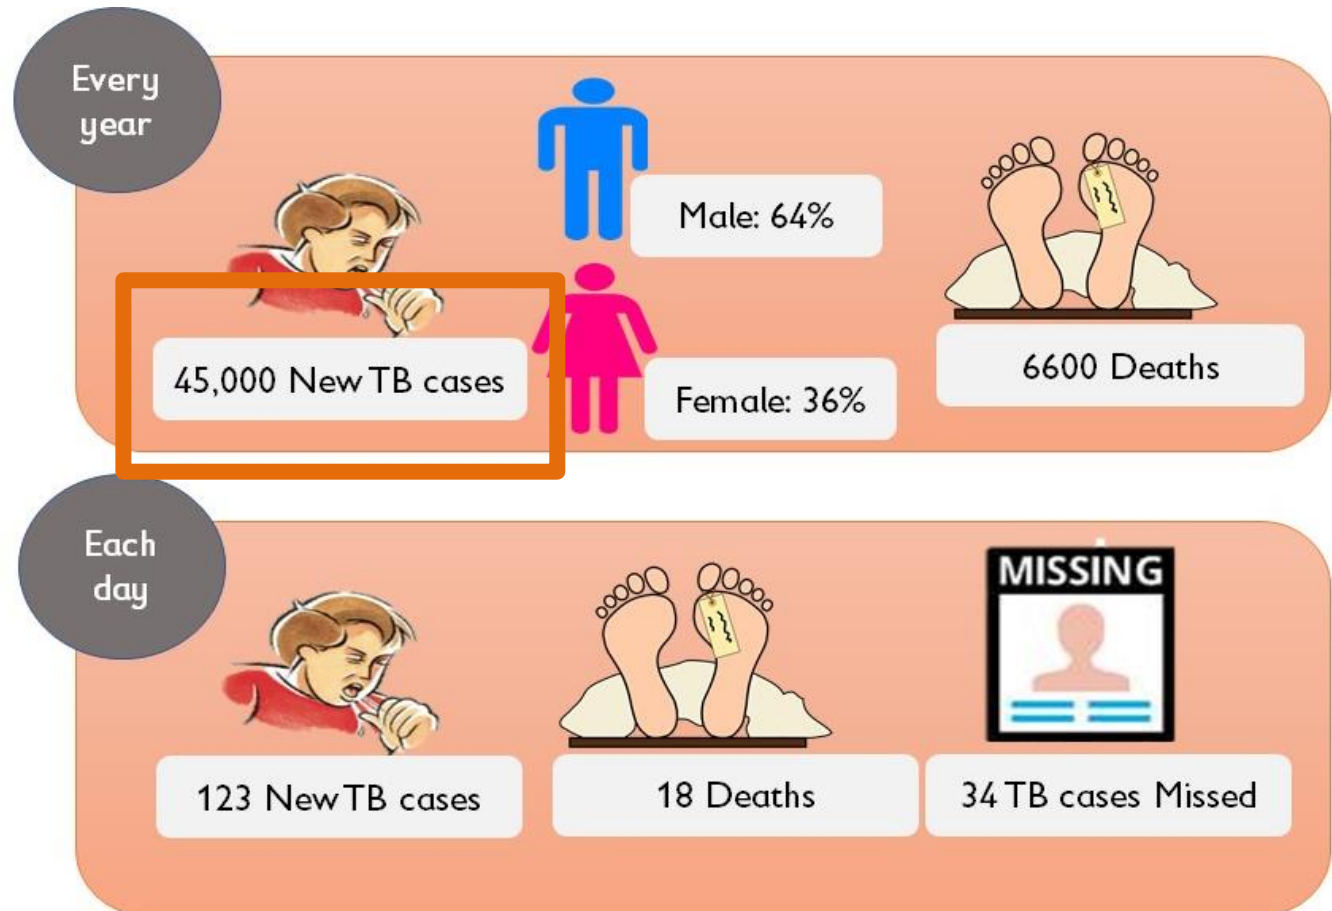 Every
year
Male: 64%
45,000 New TB cases
Female: 36%
6600 Deaths
Each
day
MISSING
123 New TB cases
18 Deaths
34 TB cases Missed